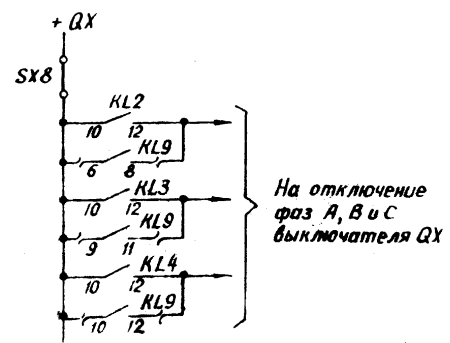 + QX
SX8
KL2
10 12
KL9
6 8
KL3
10 12
KL9
9 11
KL4
10 12
KL9
10 12
На отключение
фаз А, В и С
выключателя QX